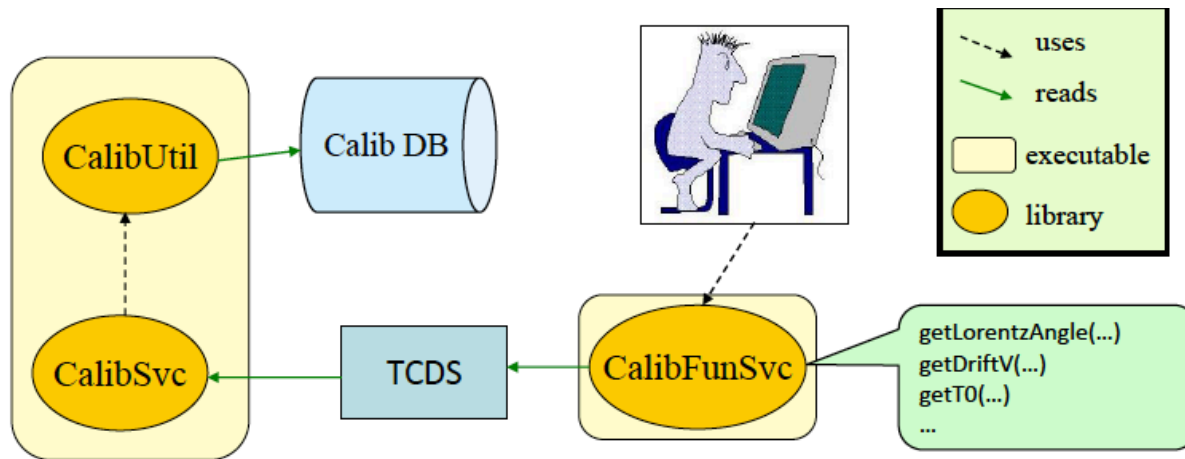 CalibUtil
Calib DB
CalibSvc
TCDS
CalibFunSvc
getLorentzAngle(...)
getDriftV(...)
getT0(...)
...
uses
reads
executable
library